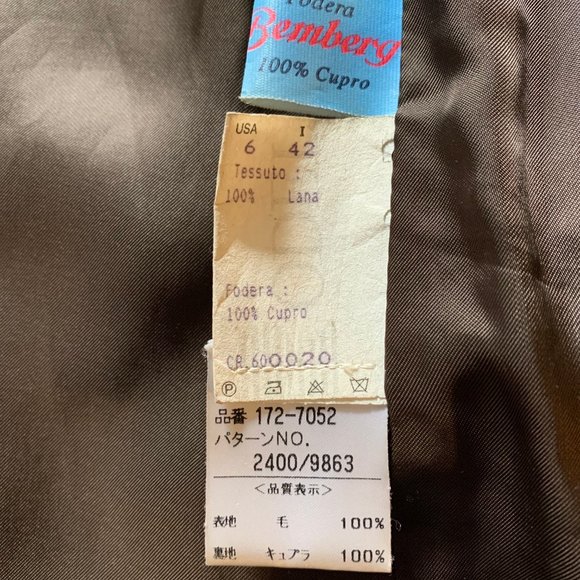 Fodera
Bemberg
100% Cupro
USA I
6 42
Tessuto :
100% Lana
Fodera :
100% Cupro
CR.600020
P
品番 172-7052
パターンNO.
2400/9863
<品質表示>
表地 毛 100%
裏地 キュプラ 100%